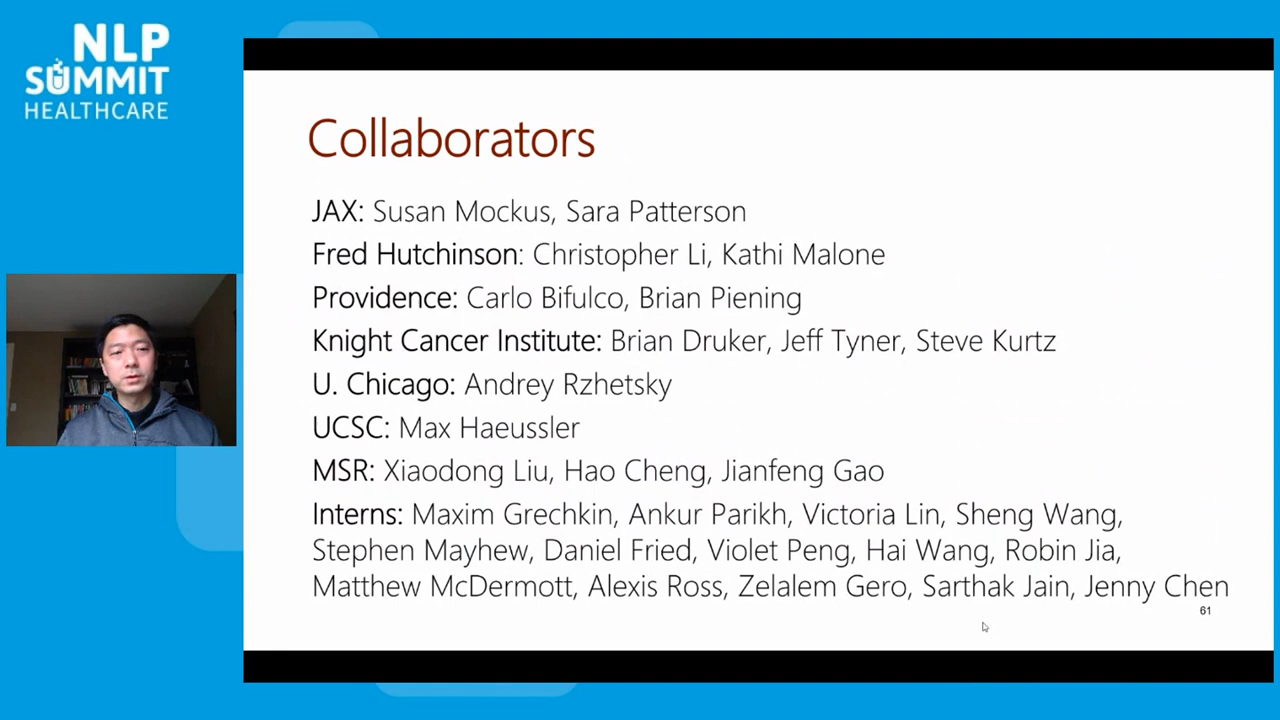 NLP
SUMMIT
HEALTHCARE
Collaborators
JAX: Susan Mockus, Sara Patterson
Fred Hutchinson: Christopher Li, Kathi Malone
Providence: Carlo Bifulco, Brian Piening
Knight Cancer Institute: Brian Druker, Jeff Tyner, Steve Kurtz
U. Chicago: Andrey Rzhetsky
UCSC: Max Haeussler
MSR: Xiaodong Liu, Hao Cheng, Jianfeng Gao
Interns: Maxim Grechkin, Ankur Parikh, Victoria Lin, Sheng Wang,
Stephen Mayhew, Daniel Fried, Violet Peng, Hai Wang, Robin Jia,
Matthew McDermott, Alexis Ross, Zelalem Gero, Sarthak Jain, Jenny Chen
61